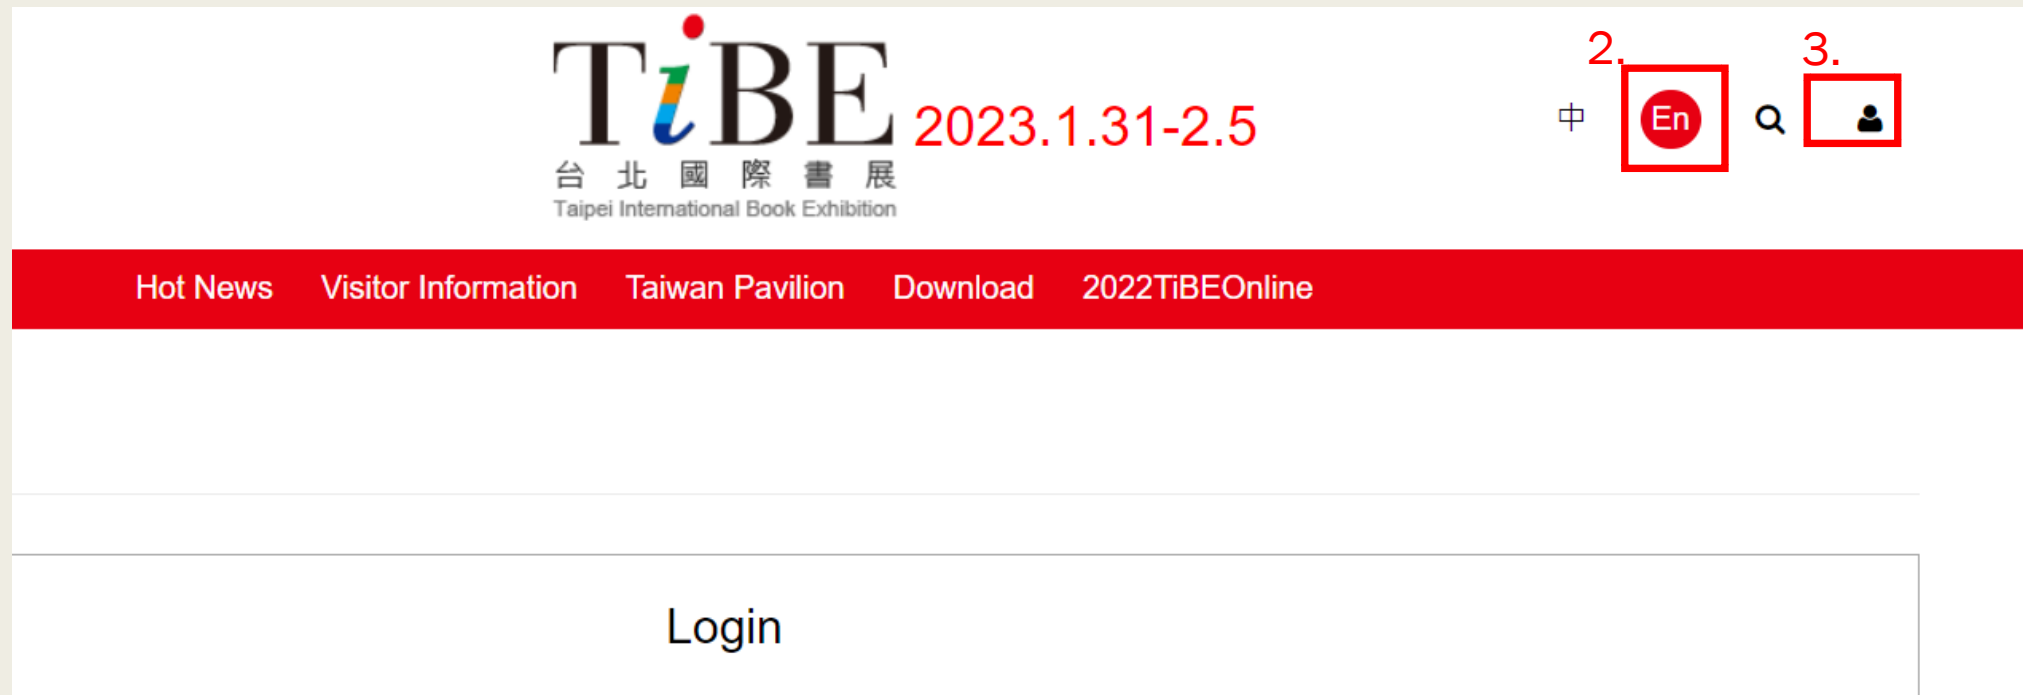 TiBE
台北國際書展
Taipei International Book Exhibition
2023.1.31-2.5
中
2.
En
3.
Hot News Visitor Information Taiwan Pavilion Download 2022TiBEOnline
Login